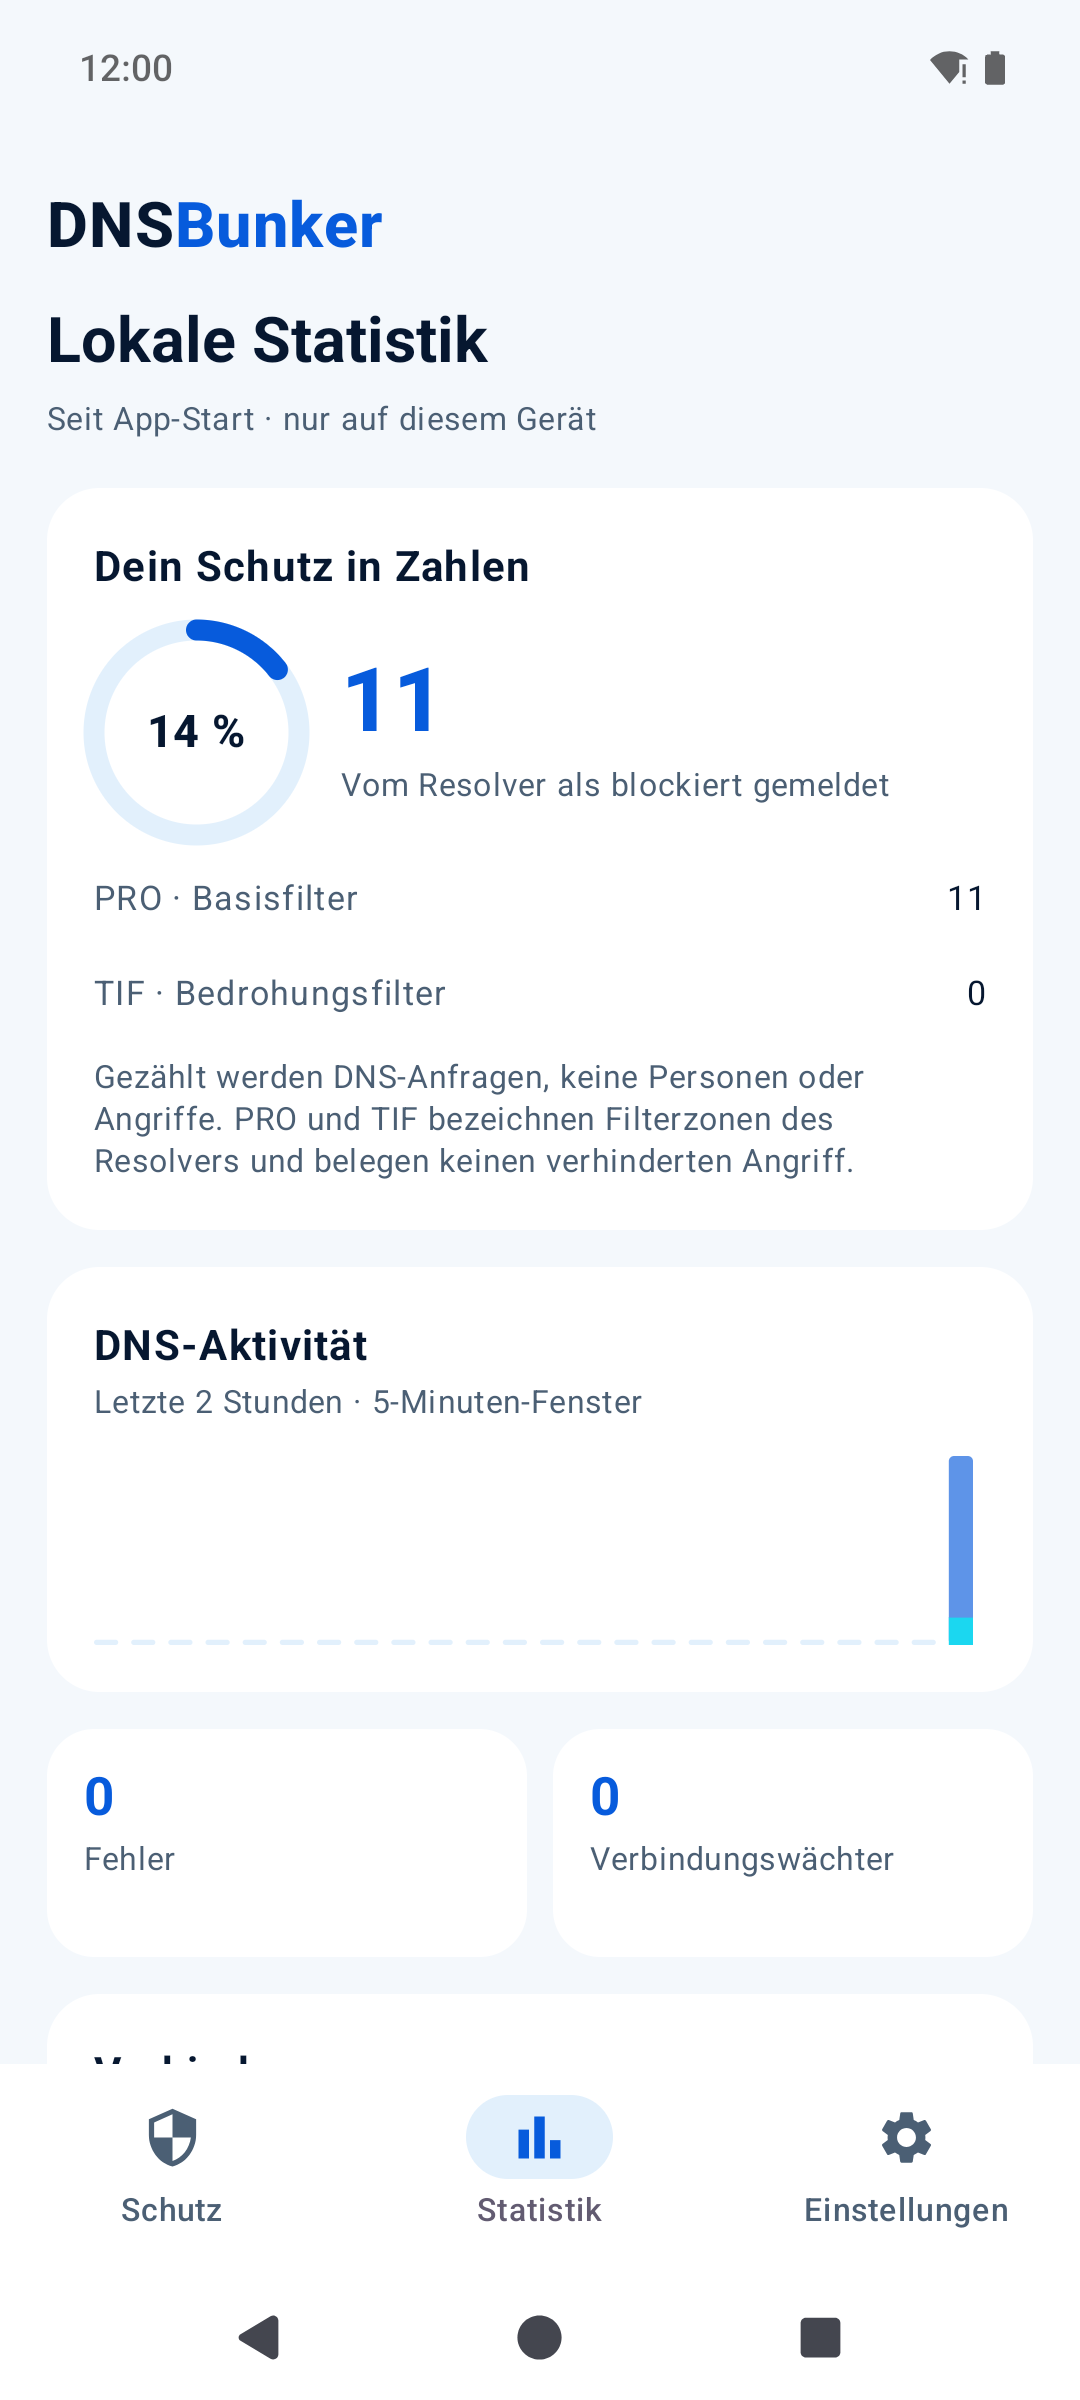 12:00
DNSBunker
Lokale Statistik
Seit App-Start · nur auf diesem Gerät
Dein Schutz in Zahlen
14 %
11
Vom Resolver als blockiert gemeldet
PRO · Basisfilter 11
TIF · Bedrohungsfilter 0
Gezählt werden DNS-Anfragen, keine Personen oder
Angriffe. PRO und TIF bezeichnen Filterzonen des
Resolvers und belegen keinen verhinderten Angriff.
DNS-Aktivität
Letzte 2 Stunden · 5-Minuten-Fenster
0
Fehler
0
Verbindungswächter
Schutz
Statistik
Einstellungen